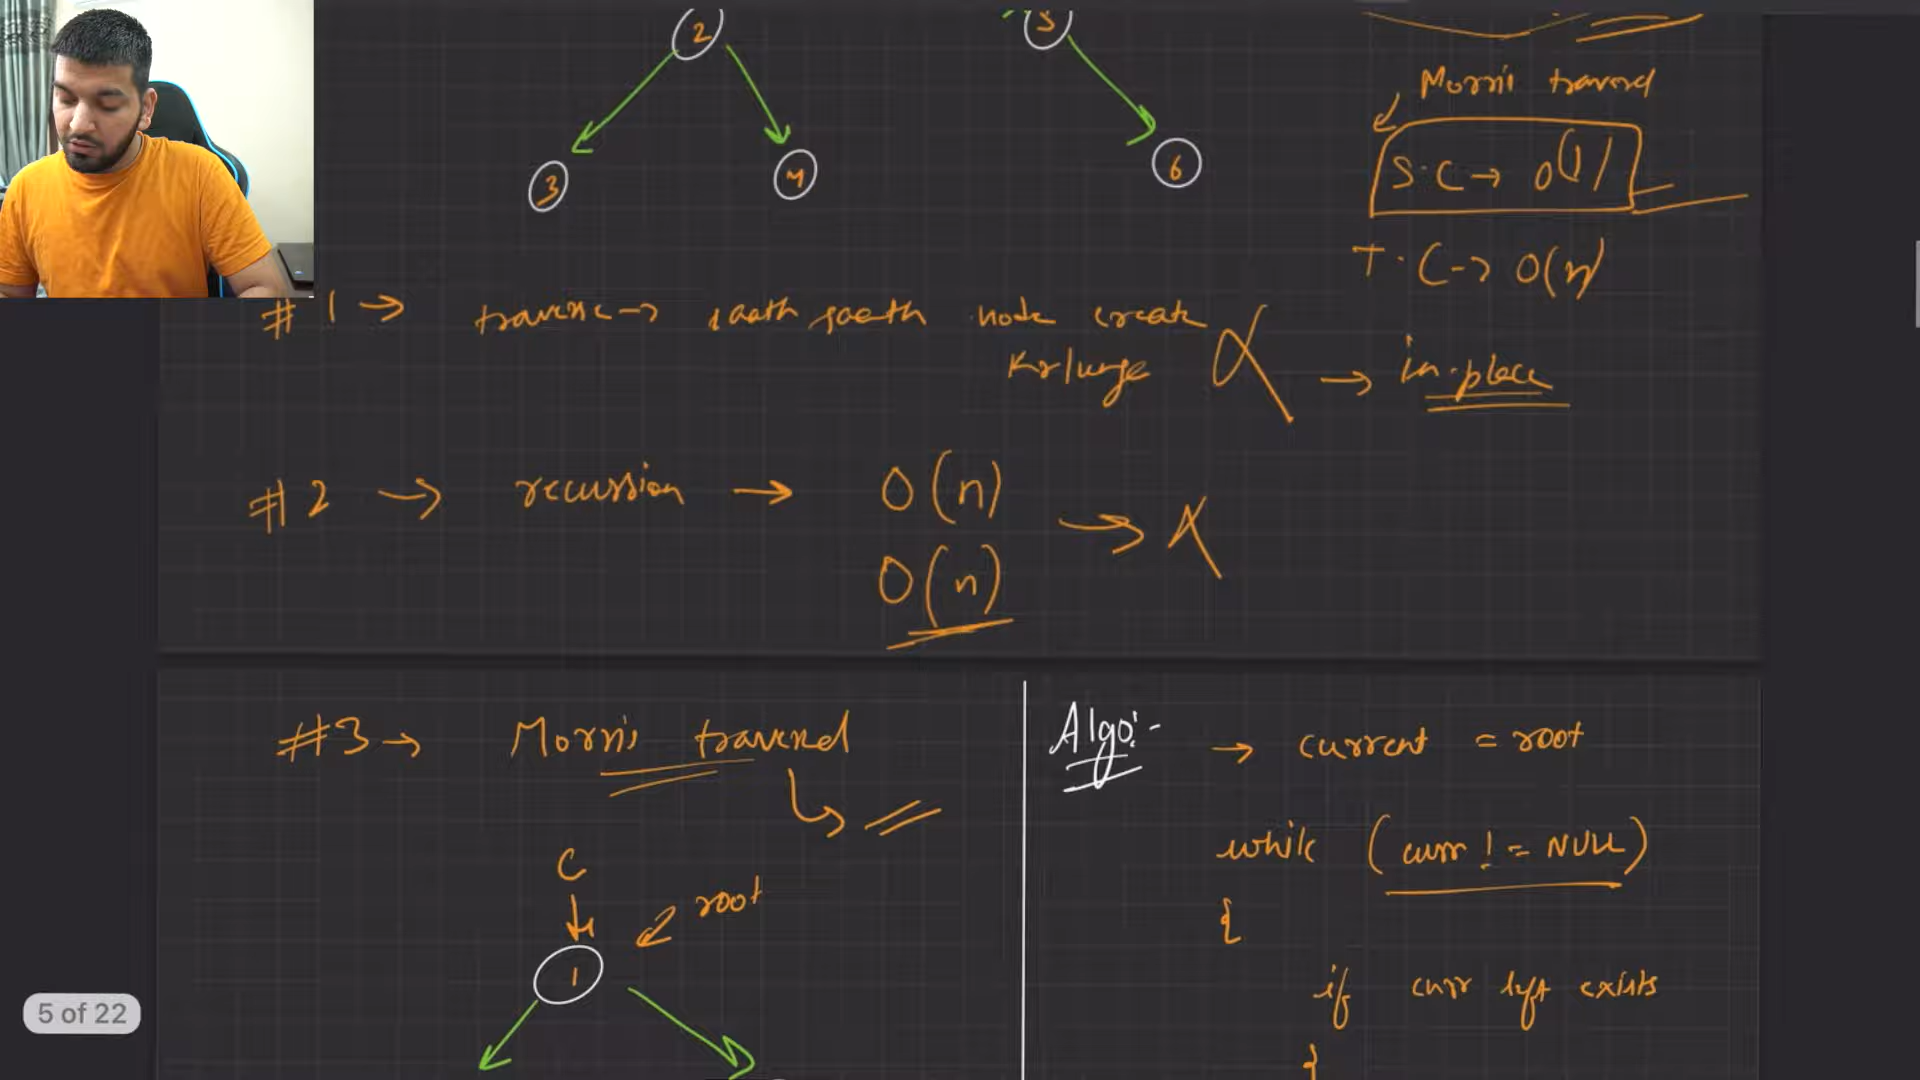 2
5
3
4
6
Morris traversal
S.C → O(1)
T.C → O(n)
#1 → traverse → saath saath node create
krlunga → in-place
#2 → recursion → O(n)
O(n)
#3 → Morris traversal
C
root
1
Algo:-
→ current = root
while (curr != NULL)
{
if curr left exists
{
5 of 22